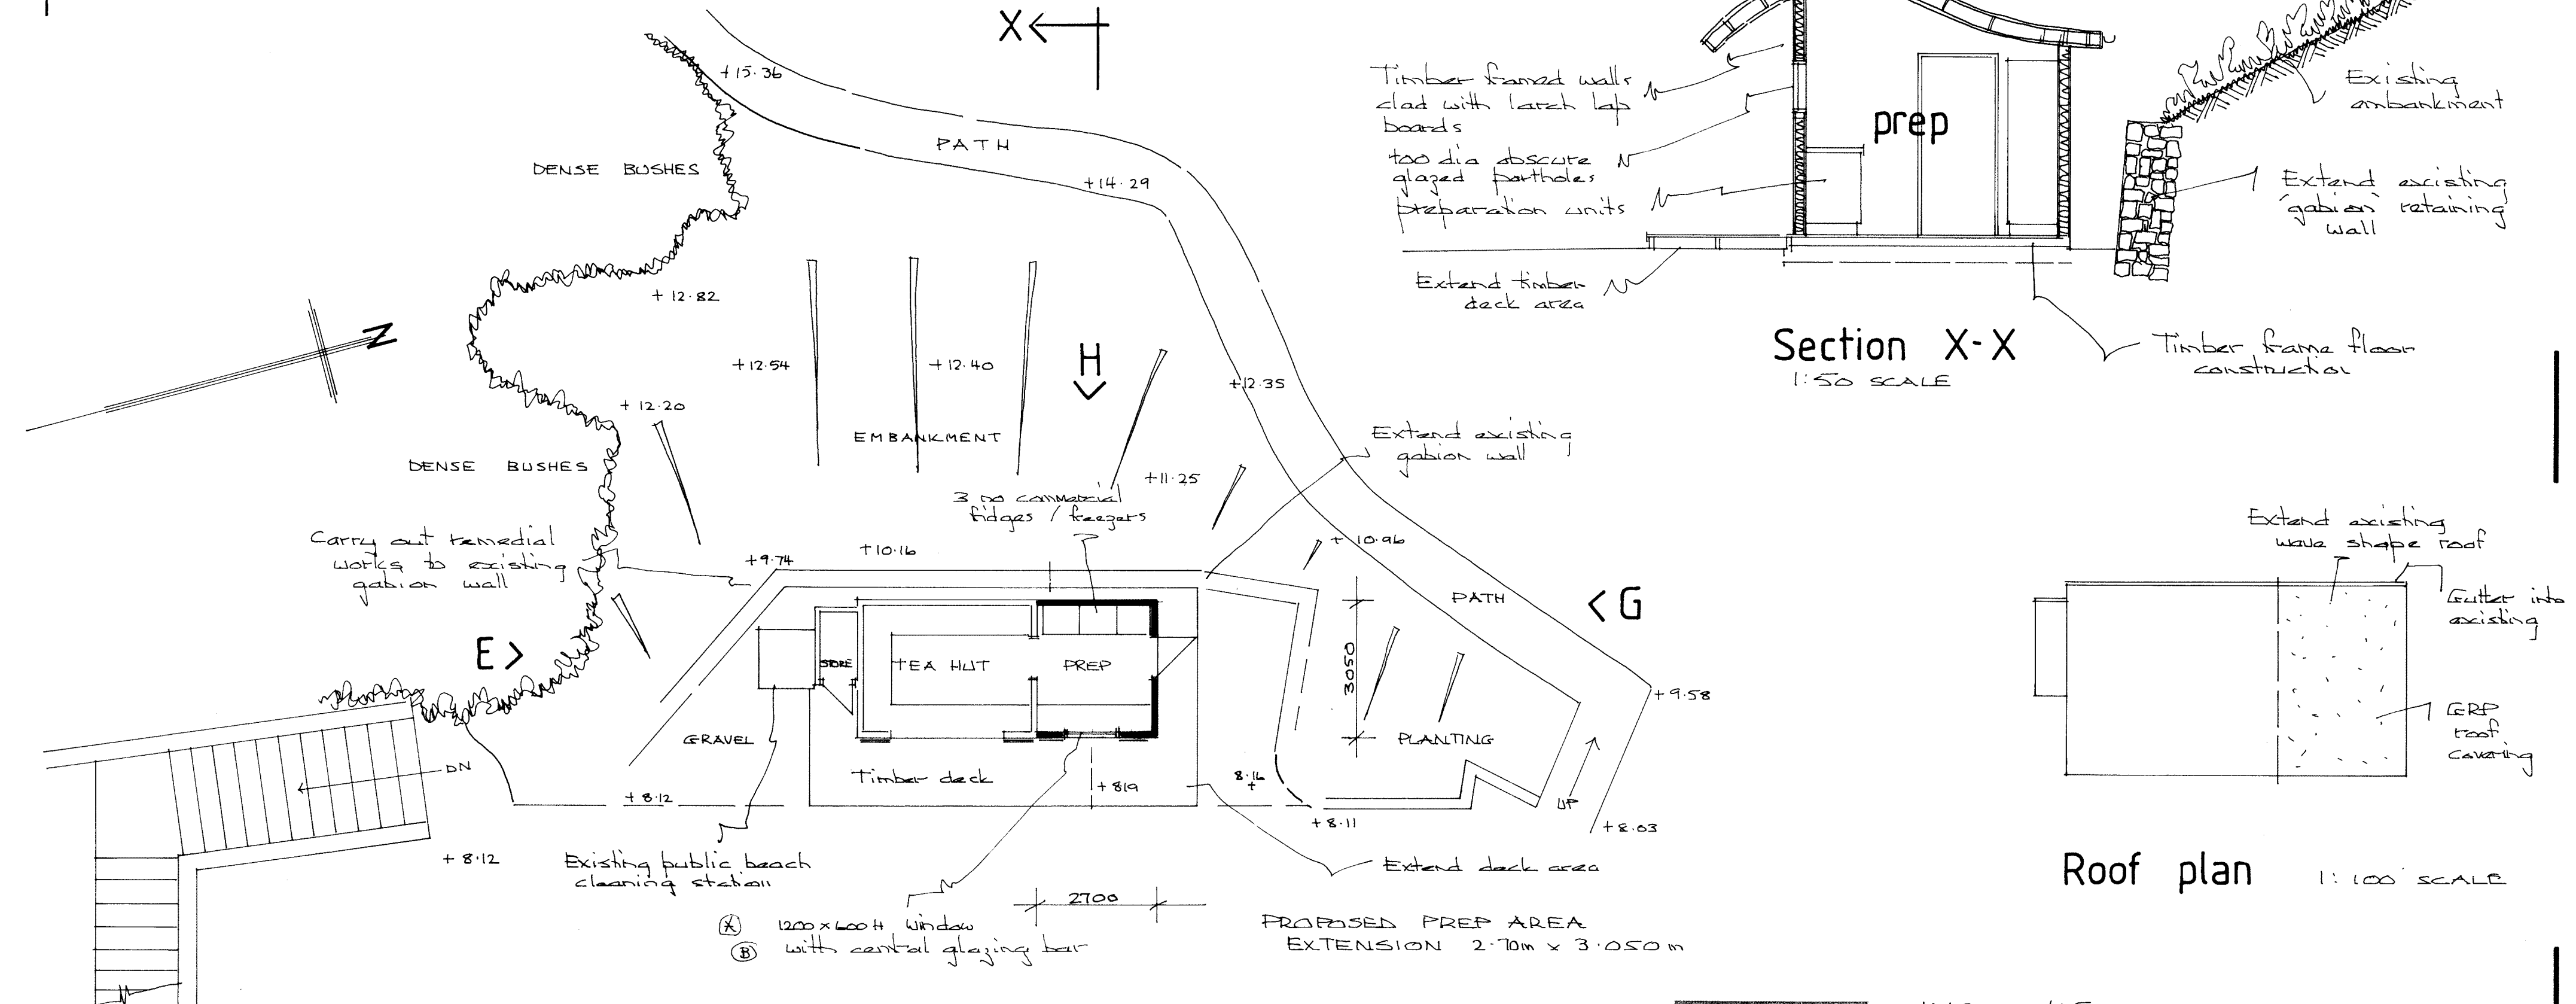 X
+15.36
PATH
DENSE BUSHES
+14.29
+12.82
N
+12.54
+12.40
H
+12.35
+12.20
EMBANKMENT
DENSE BUSHES
+11.25
Extend existing
gabion wall
3 no commercial
fridges / freezers
Carry out remedial
works to existing
gabion wall
+9.74
+10.16
+10.96
PATH
<G
E>
STORE
TEA HUT
PREP
3050
+9.58
GRAVEL
PLANTING
DN
Timber deck
+8.12
+819
8.16
+
UP
+8.11
+8.03
+8.12
Existing public beach
cleaning station
Extend deck area
2700
A 1200 x 600 H window
B with central glazing bar
PROPOSED PREP AREA
EXTENSION 2.70m x 3.050m
Timber framed walls
clad with larch lap
boards
dia obscure
glazed portholes
preparation units
prep
Existing
embankment
Extend existing
'gabion' retaining
wall
Extend timber
deck area
Section X-X
1:50 SCALE
Timber frame floor
construction
Extend existing
wave shape roof
Gutter into
existing
GRP
roof
covering
Roof plan 1:100 SCALE